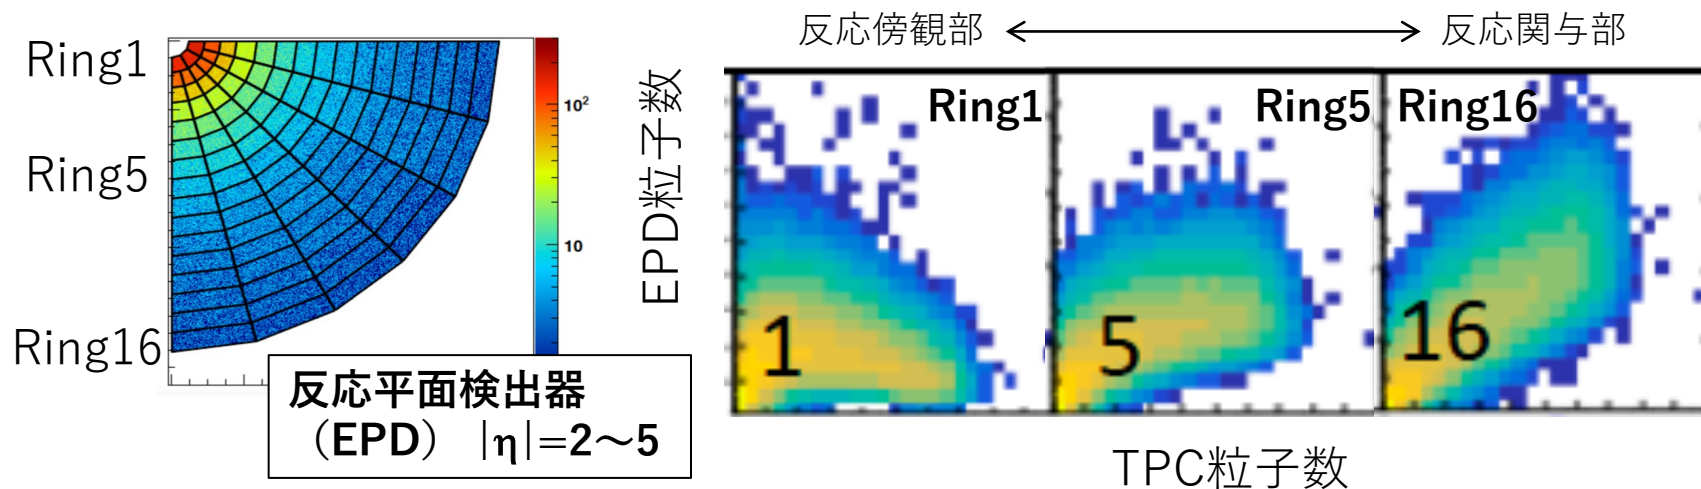 Ring1
Ring5
Ring16
10²
10
反応平面検出器
（EPD） |η|=2～5
反応傍観部
反応関与部
EPD粒子数
Ring1
Ring5
Ring16
1
5
16
TPC粒子数